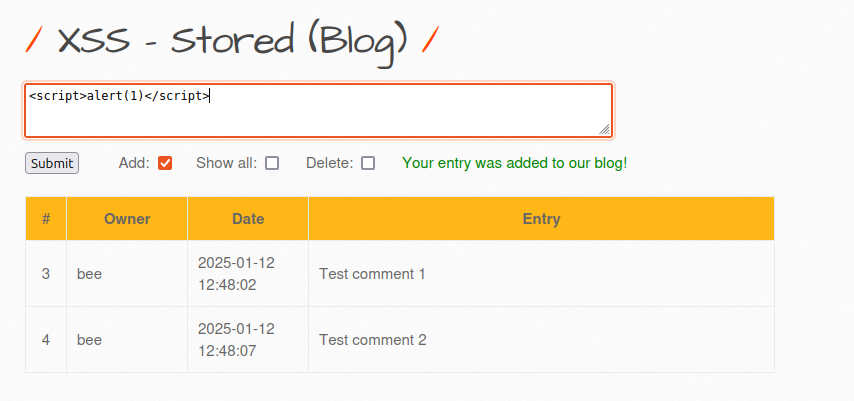 / XSS - Stored (Blog) /
<script>alert(1)</script>
Submit Add: Show all: Delete: Your entry was added to our blog!
# Owner Date Entry
3 bee 2025-01-12 12:48:02 Test comment 1
4 bee 2025-01-12 12:48:07 Test comment 2